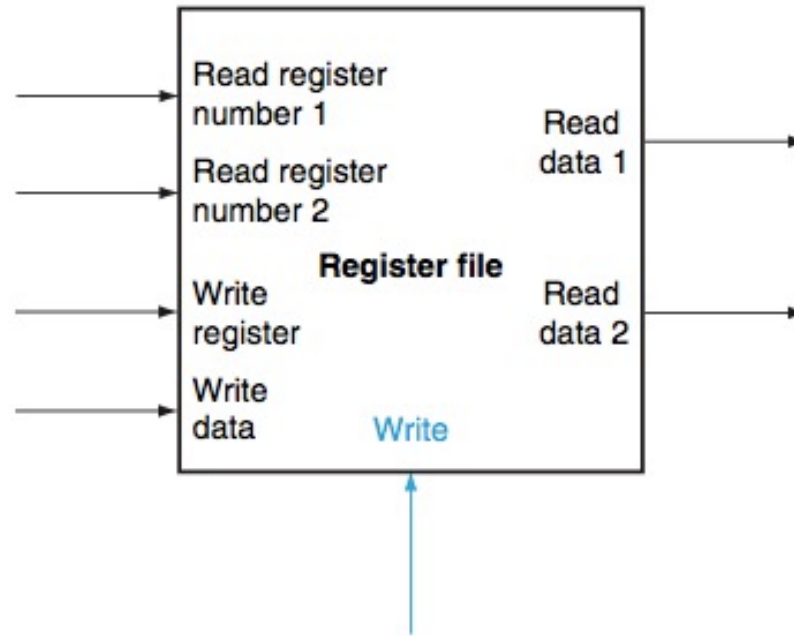 Read register
number 1
Read
data 1
Read register
number 2
Register file
Write
register
Read
data 2
Write
data
Write